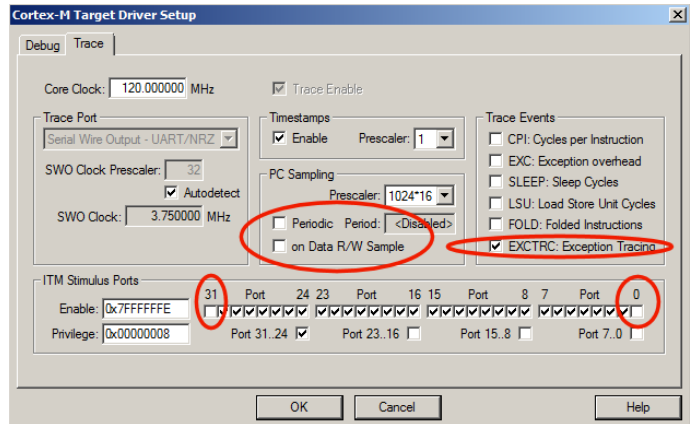 Cortex-M Target Driver Setup
Debug Trace
Core Clock: 120.000000 MHz Trace Enable
Trace Port Timestamps Trace Events
Serial Wire Output - UART/NRZ Enable Prescaler: 1 CPI: Cycles per Instruction
EXC: Exception overhead
SWO Clock Prescaler: 32 PC Sampling SLEEP: Sleep Cycles
Autodetect Prescaler: 1024*16 LSU: Load Store Unit Cycles
SWO Clock: 3.750000 MHz Periodic Period: <Disabled> FOLD: Folded Instructions
on Data R/W Sample EXCTRC: Exception Tracing
ITM Stimulus Ports
31 Port 24 23 Port 16 15 Port 8 7 Port 0
Enable: 0x7FFFFFFE
Privilege: 0x00000008 Port 31..24 Port 23..16 Port 15..8 Port 7..0
OK Cancel Help